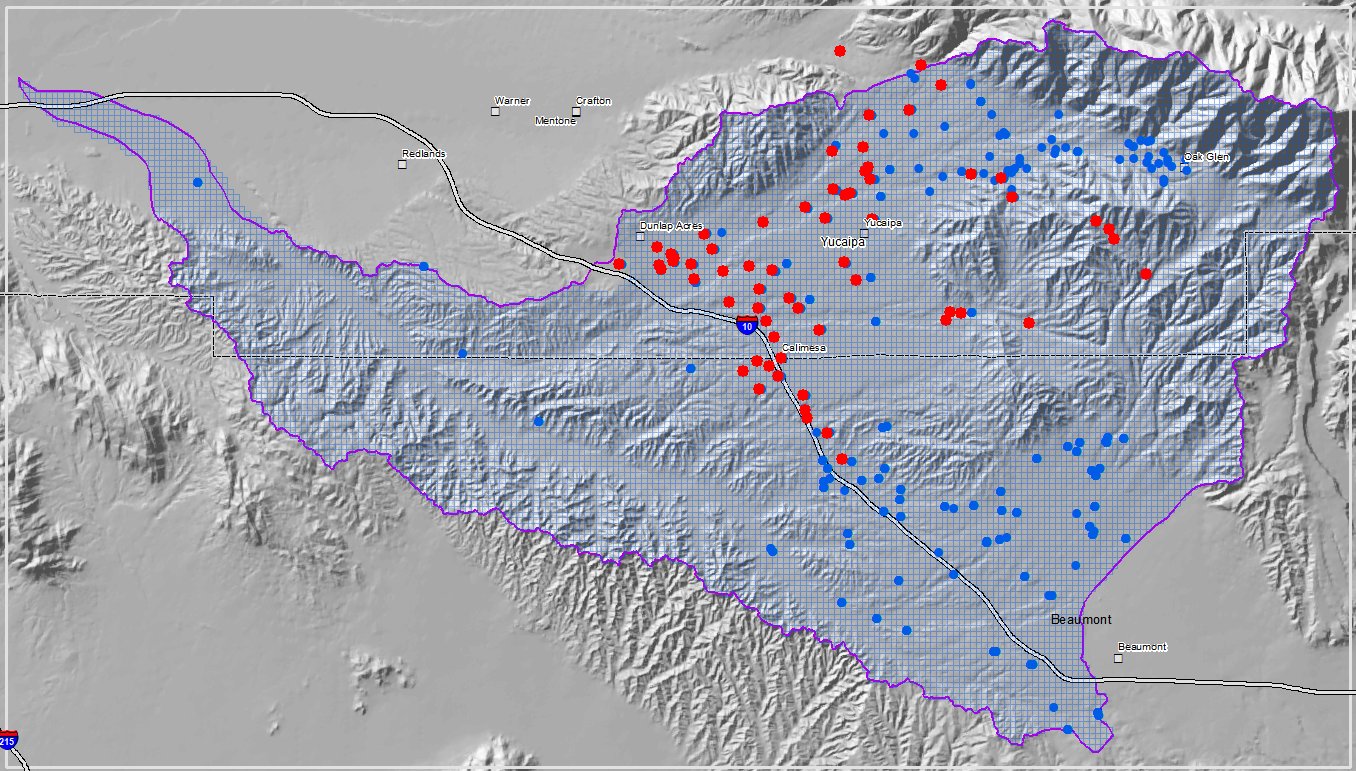 Warner
Crafton
Mentone
Redlands
Oak Glen
Dunlap Acres
Yucaipa
Yucaipa
10
Calimesa
Beaumont
Beaumont
215